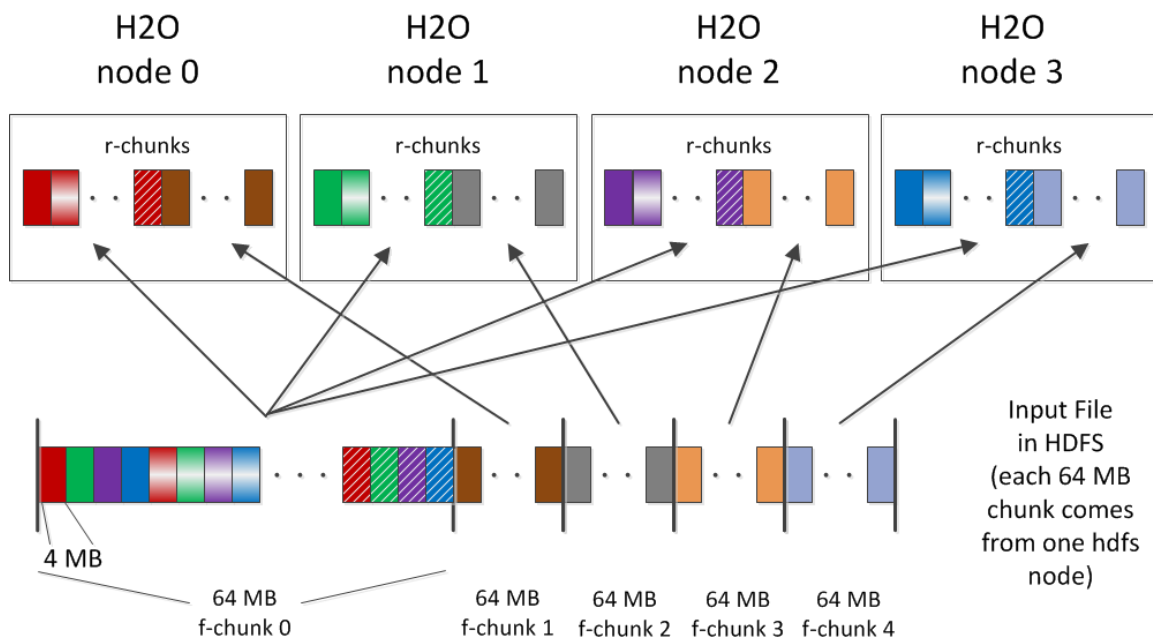 H2O
node 0
H2O
node 1
H2O
node 2
H2O
node 3
r-chunks
r-chunks
r-chunks
r-chunks
4 MB
64 MB
f-chunk 0
64 MB
f-chunk 1
64 MB
f-chunk 2
64 MB
f-chunk 3
64 MB
f-chunk 4
Input File
in HDFS
(each 64 MB
chunk comes
from one hdfs
node)